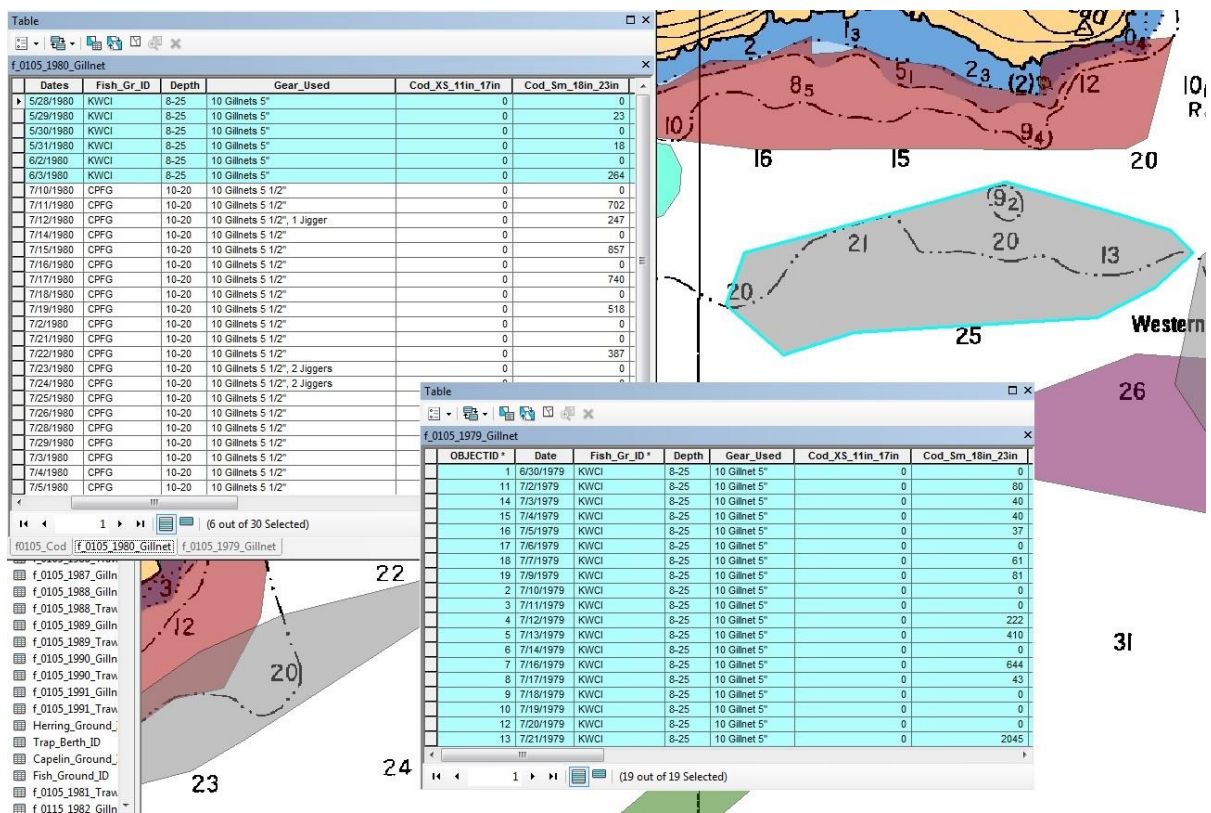 Table
f_0105_1980_Gillnet
Dates Fish_Gr_ID Depth Gear_Used Cod_XS_11in_17in Cod_Sm_18in_23in
5/28/1980 KWCI 8-25 10 Gillnets 5" 0 0
5/29/1980 KWCI 8-25 10 Gillnets 5" 0 23
5/30/1980 KWCI 8-25 10 Gillnets 5" 0 0
5/31/1980 KWCI 8-25 10 Gillnets 5" 0 18
6/2/1980 KWCI 8-25 10 Gillnets 5" 0 0
6/3/1980 KWCI 8-25 10 Gillnets 5" 0 264
7/10/1980 CPFG 10-20 10 Gillnets 5 1/2" 0 0
7/11/1980 CPFG 10-20 10 Gillnets 5 1/2" 0 702
7/12/1980 CPFG 10-20 10 Gillnets 5 1/2", 1 Jigger 0 247
7/14/1980 CPFG 10-20 10 Gillnets 5 1/2" 0 0
7/15/1980 CPFG 10-20 10 Gillnets 5 1/2" 0 857
7/16/1980 CPFG 10-20 10 Gillnets 5 1/2" 0 0
7/17/1980 CPFG 10-20 10 Gillnets 5 1/2" 0 740
7/18/1980 CPFG 10-20 10 Gillnets 5 1/2" 0 0
7/19/1980 CPFG 10-20 10 Gillnets 5 1/2" 0 518
7/2/1980 CPFG 10-20 10 Gillnets 5 1/2" 0 0
7/21/1980 CPFG 10-20 10 Gillnets 5 1/2" 0 0
7/22/1980 CPFG 10-20 10 Gillnets 5 1/2" 0 387
7/23/1980 CPFG 10-20 10 Gillnets 5 1/2", 2 Jiggers 0 0
7/24/1980 CPFG 10-20 10 Gillnets 5 1/2", 2 Jiggers 0 0
7/25/1980 CPFG 10-20 10 Gillnets 5 1/2"
7/26/1980 CPFG 10-20 10 Gillnets 5 1/2"
7/28/1980 CPFG 10-20 10 Gillnets 5 1/2"
7/29/1980 CPFG 10-20 10 Gillnets 5 1/2"
7/3/1980 CPFG 10-20 10 Gillnets 5 1/2"
7/4/1980 CPFG 10-20 10 Gillnets 5 1/2"
7/5/1980 CPFG 10-20 10 Gillnets 5 1/2"
1 (6 out of 30 Selected)
f0105_Cod f_0105_1980_Gillnet f_0105_1979_Gillnet
2 1₃ 0₄
8₅ 5₁ 2₃ (2) 12
10 9₄ 10
R.
16 15 20
(9₂)
21 20 13
20
25 Western
26
31
Table
f_0105_1979_Gillnet
OBJECTID * Date Fish_Gr_ID * Depth Gear_Used Cod_XS_11in_17in Cod_Sm_18in_23in
1 6/30/1979 KWCI 8-25 10 Gillnet 5" 0 0
11 7/2/1979 KWCI 8-25 10 Gillnet 5" 0 80
14 7/3/1979 KWCI 8-25 10 Gillnet 5" 0 40
15 7/4/1979 KWCI 8-25 10 Gillnet 5" 0 40
16 7/5/1979 KWCI 8-25 10 Gillnet 5" 0 37
17 7/6/1979 KWCI 8-25 10 Gillnet 5" 0 0
18 7/7/1979 KWCI 8-25 10 Gillnet 5" 0 61
19 7/9/1979 KWCI 8-25 10 Gillnet 5" 0 81
2 7/10/1979 KWCI 8-25 10 Gillnet 5" 0 0
3 7/11/1979 KWCI 8-25 10 Gillnet 5" 0 0
4 7/12/1979 KWCI 8-25 10 Gillnet 5" 0 222
5 7/13/1979 KWCI 8-25 10 Gillnet 5" 0 410
6 7/14/1979 KWCI 8-25 10 Gillnet 5" 0 0
7 7/16/1979 KWCI 8-25 10 Gillnet 5" 0 644
8 7/17/1979 KWCI 8-25 10 Gillnet 5" 0 43
9 7/18/1979 KWCI 8-25 10 Gillnet 5" 0 0
10 7/19/1979 KWCI 8-25 10 Gillnet 5" 0 0
12 7/20/1979 KWCI 8-25 10 Gillnet 5" 0 0
13 7/21/1979 KWCI 8-25 10 Gillnet 5" 0 2045
1 (19 out of 19 Selected)
f_0105_1987_Gilln
f_0105_1988_Gilln
f_0105_1988_Traw
f_0105_1989_Gilln
f_0105_1989_Traw
f_0105_1990_Gilln
f_0105_1990_Traw
f_0105_1991_Gilln
f_0105_1991_Traw
Herring_Ground_
Trap_Berth_ID
Capelin_Ground_
Fish_Ground_ID
f_0105_1981_Traw
f_0115_1982_Gilln
3 22
12
20
23 24